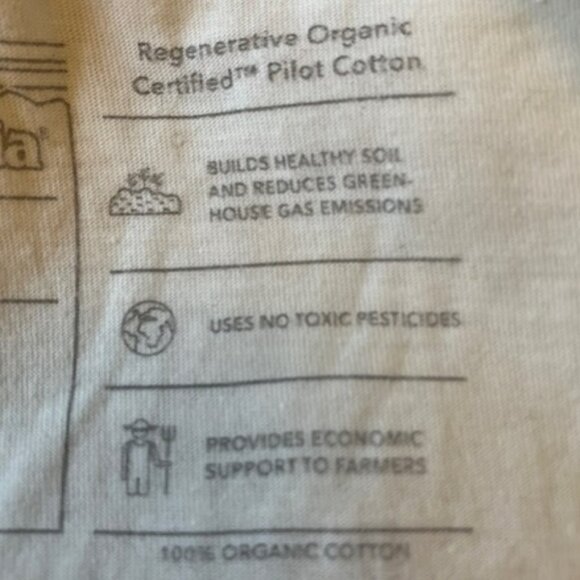 ia®
Regenerative Organic
Certified™ Pilot Cotton
BUILDS HEALTHY SOIL
AND REDUCES GREEN-
HOUSE GAS EMISSIONS
USES NO TOXIC PESTICIDES
PROVIDES ECONOMIC
SUPPORT TO FARMERS
100% ORGANIC COTTON